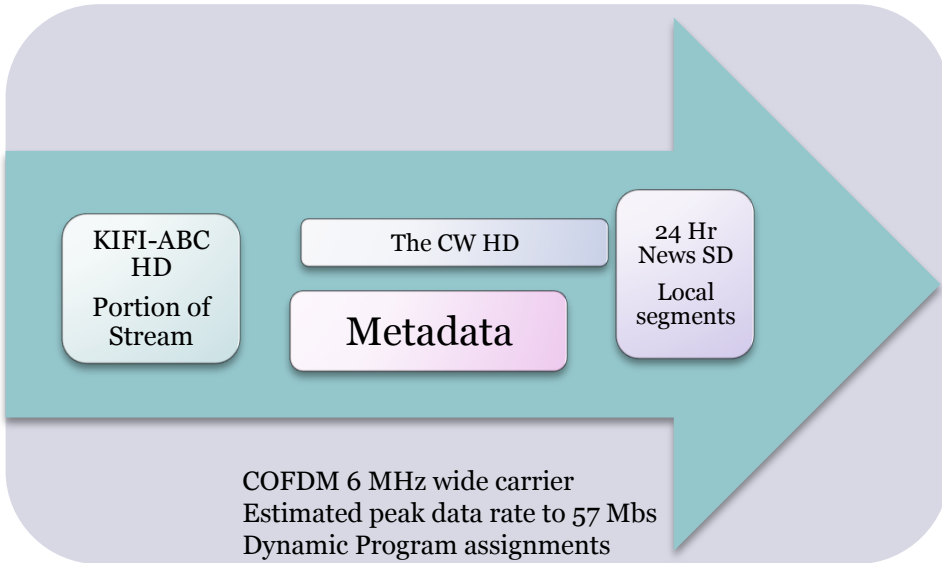 KIFI-ABC
HD
Portion of
Stream
The CW HD
Metadata
24 Hr
News SD
Local
segments
COFDM 6 MHz wide carrier
Estimated peak data rate to 57 Mbs
Dynamic Program assignments